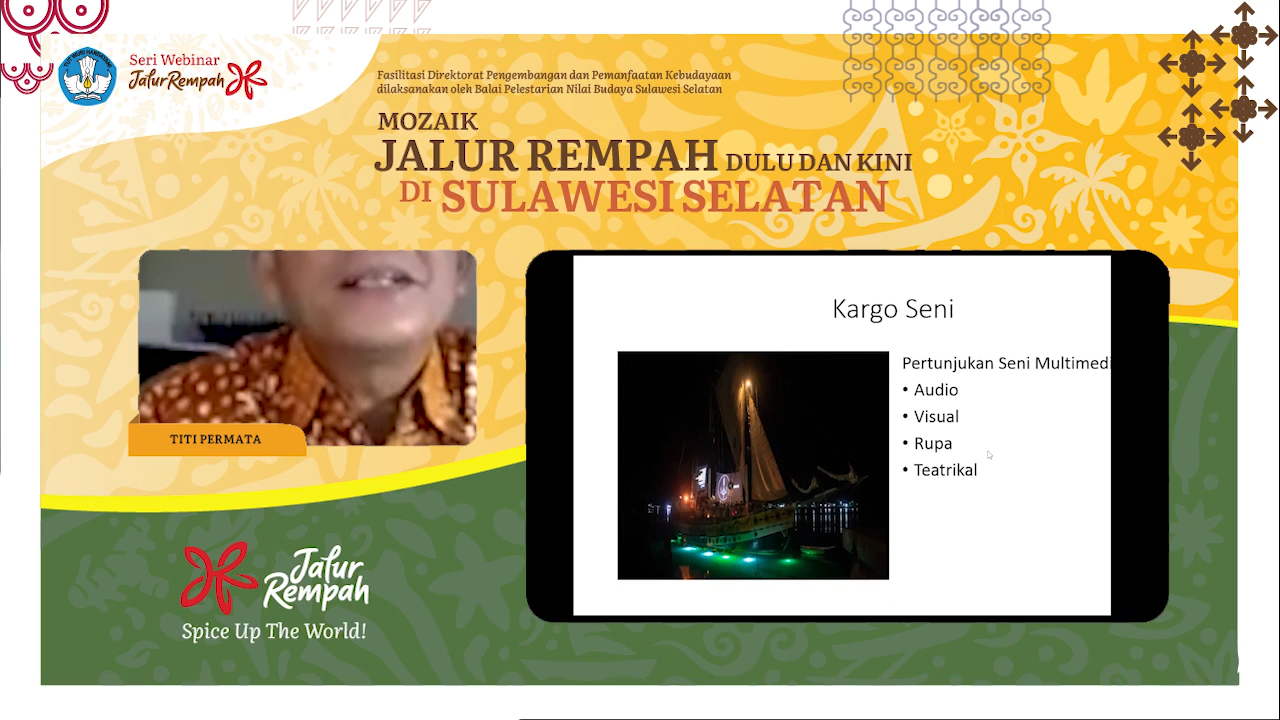 Seri Webinar
Jalur Rempah
Fasilitasi Direktorat Pengembangan dan Pemanfaatan Kebudayaan
dilaksanakan oleh Balai Pelestarian Nilai Budaya Sulawesi Selatan
MOZAIK
JALUR REMPAH DULU DAN KINI
DI SULAWESI SELATAN
TITI PERMATA
Kargo Seni
Pertunjukan Seni Multimedi
• Audio
• Visual
• Rupa
• Teatrikal
Jalur
Rempah
Spice Up The World!